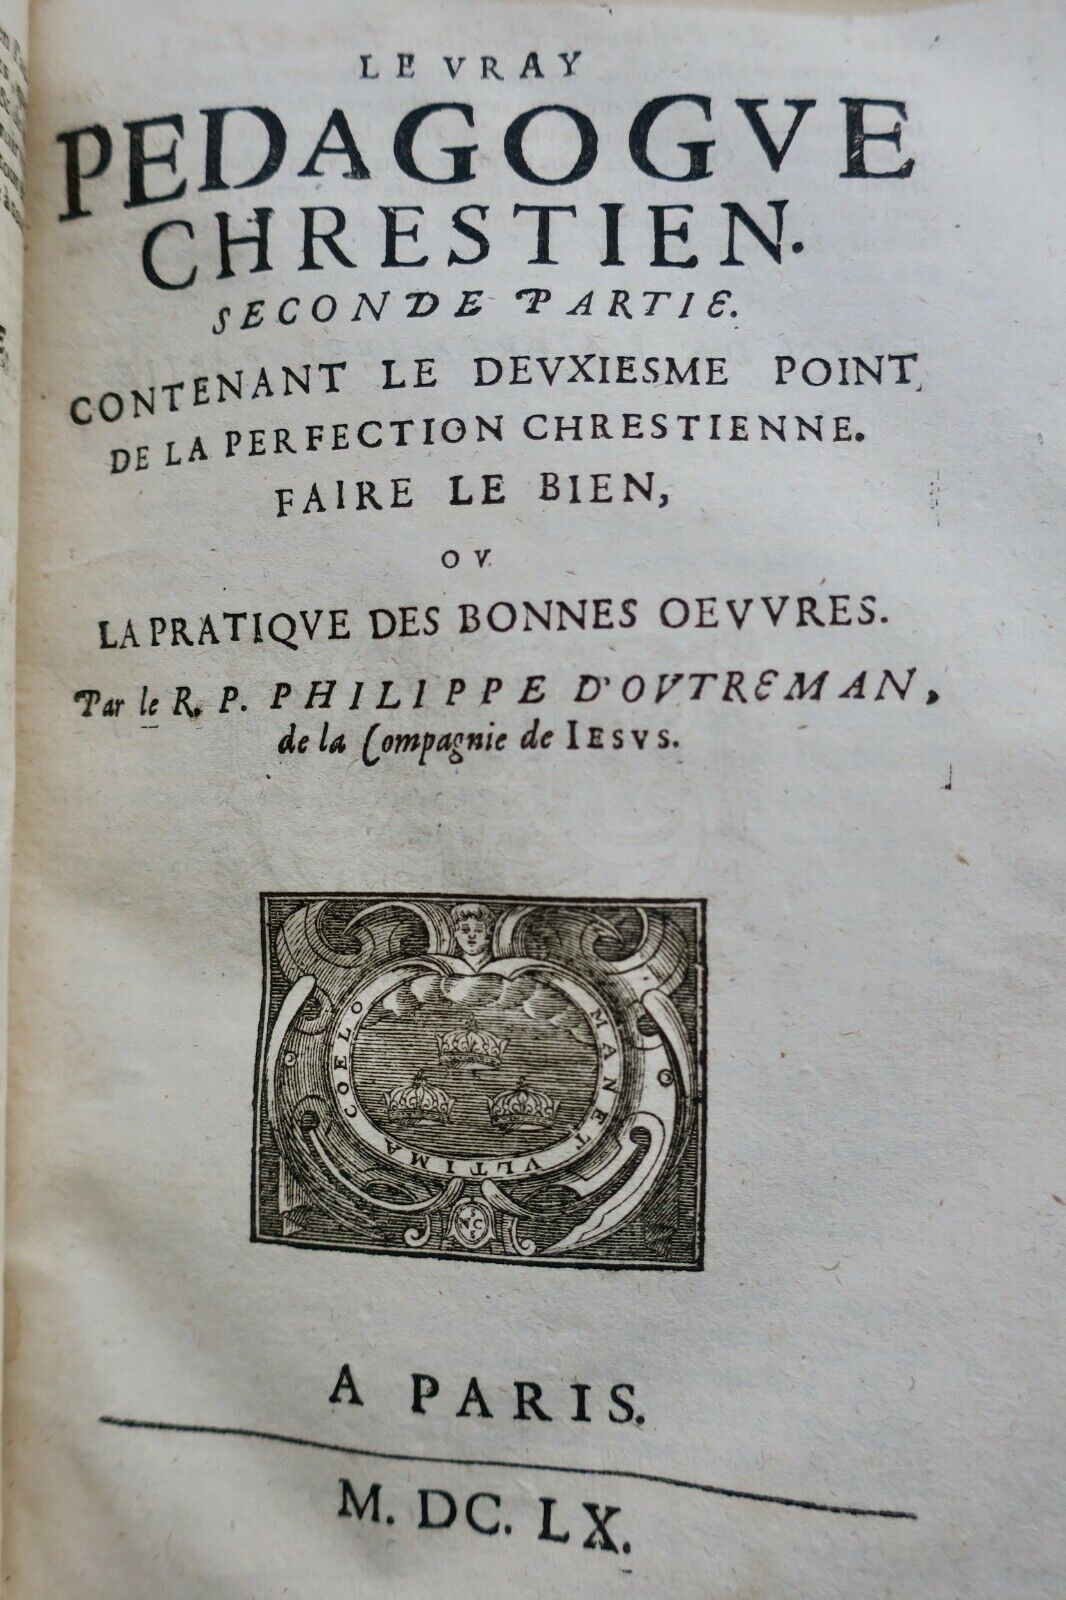 LE VRAY
PEDAGOGVE
CHRESTIEN.
SECONDE PARTIE.
CONTENANT LE DEVXIESME POINT
DE LA PERFECTION CHRESTIENNE.
FAIRE LE BIEN,
OV
LA PRATIQVE DES BONNES OEVVRES.
Par le R. P. PHILIPPE D'OVTREMAN,
de la Compagnie de IESVS.
MANET VLTIMA COELO
A PARIS.
M. DC. LX.